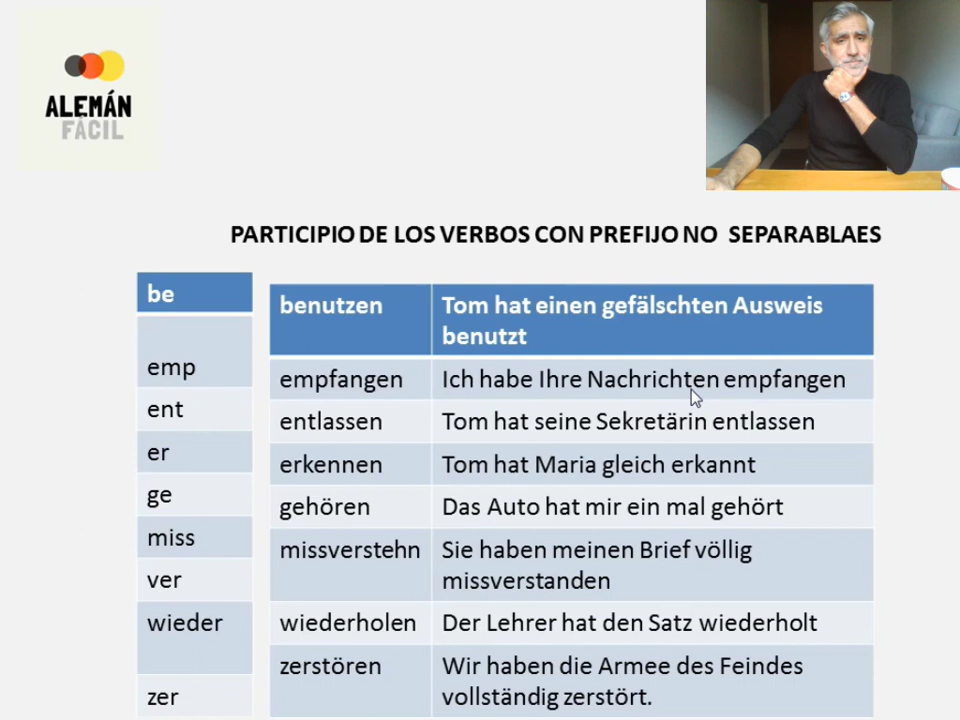 ALEMÁN
FÁCIL
PARTICIPIO DE LOS VERBOS CON PREFIJO NO SEPARABLAES
be
emp
ent
er
ge
miss
ver
wieder
zer
benutzen
Tom hat einen gefälschten Ausweis
benutzt
empfangen
Ich habe Ihre Nachrichten empfangen
entlassen
Tom hat seine Sekretärin entlassen
erkennen
Tom hat Maria gleich erkannt
gehören
Das Auto hat mir ein mal gehört
missverstehn
Sie haben meinen Brief völlig
missverstanden
wiederholen
Der Lehrer hat den Satz wiederholt
zerstören
Wir haben die Armee des Feindes
vollständig zerstört.